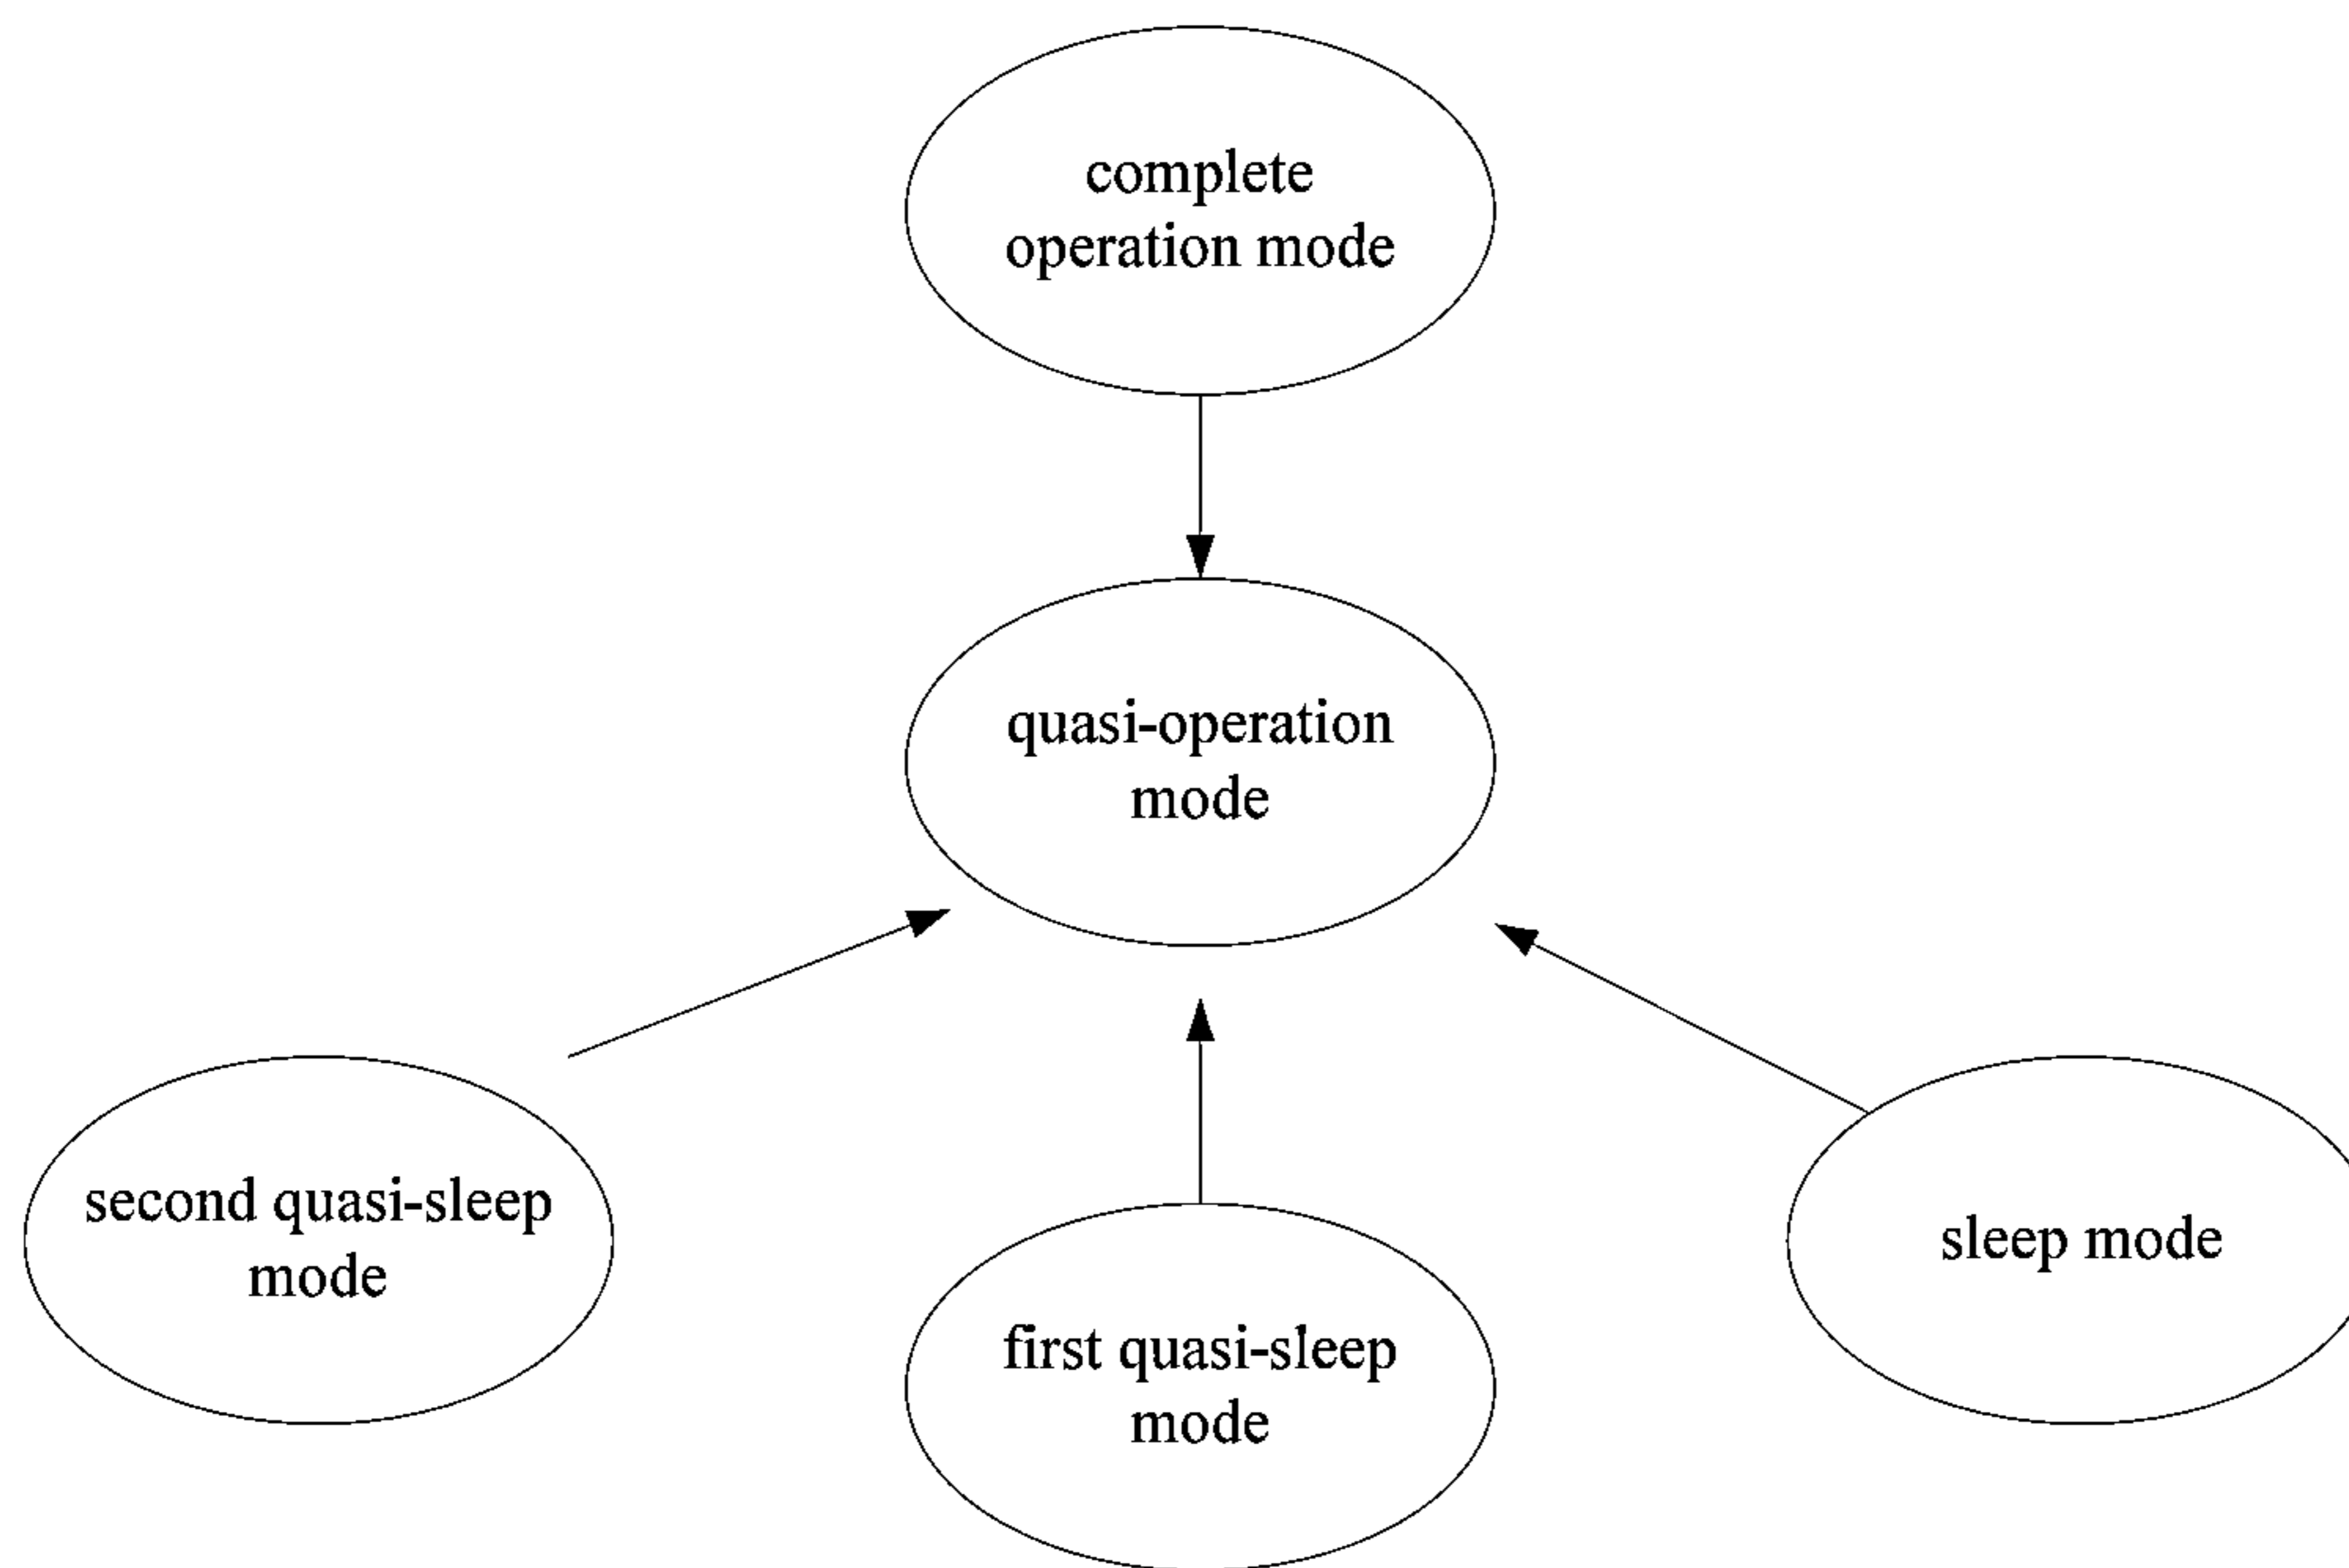 complete
operation mode
quasi-operation
mode
second quasi-sleep
mode
first quasi-sleep
mode
sleep mode